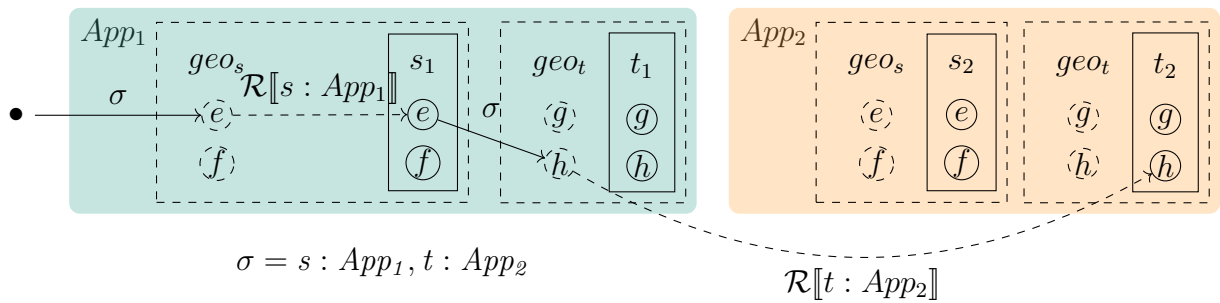 App₁ App₂
geoₛ s₁ geoₜ t₁ geoₛ s₂ geoₜ t₂
σ ℛ⟦s : App₁⟧ σ
• e e g g e e g g
f f h h f f h h
σ = s : App₁, t : App₂
ℛ⟦t : App₂⟧